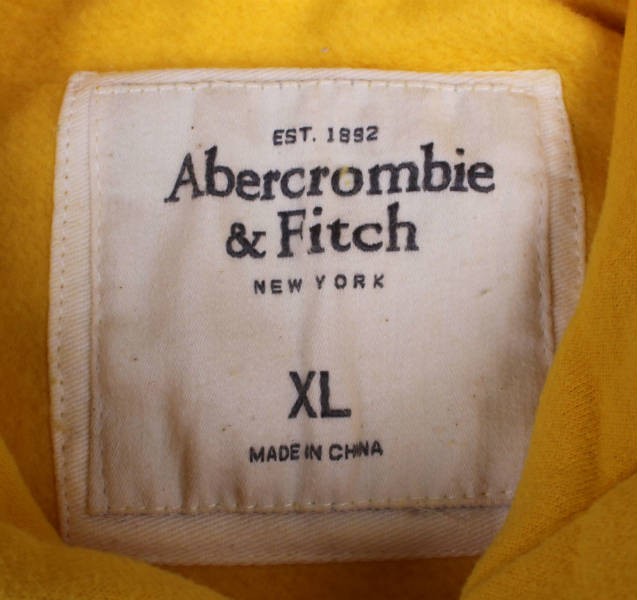 EST. 1892
Abercrombie
& Fitch
NEW YORK
XL
MADE IN CHINA